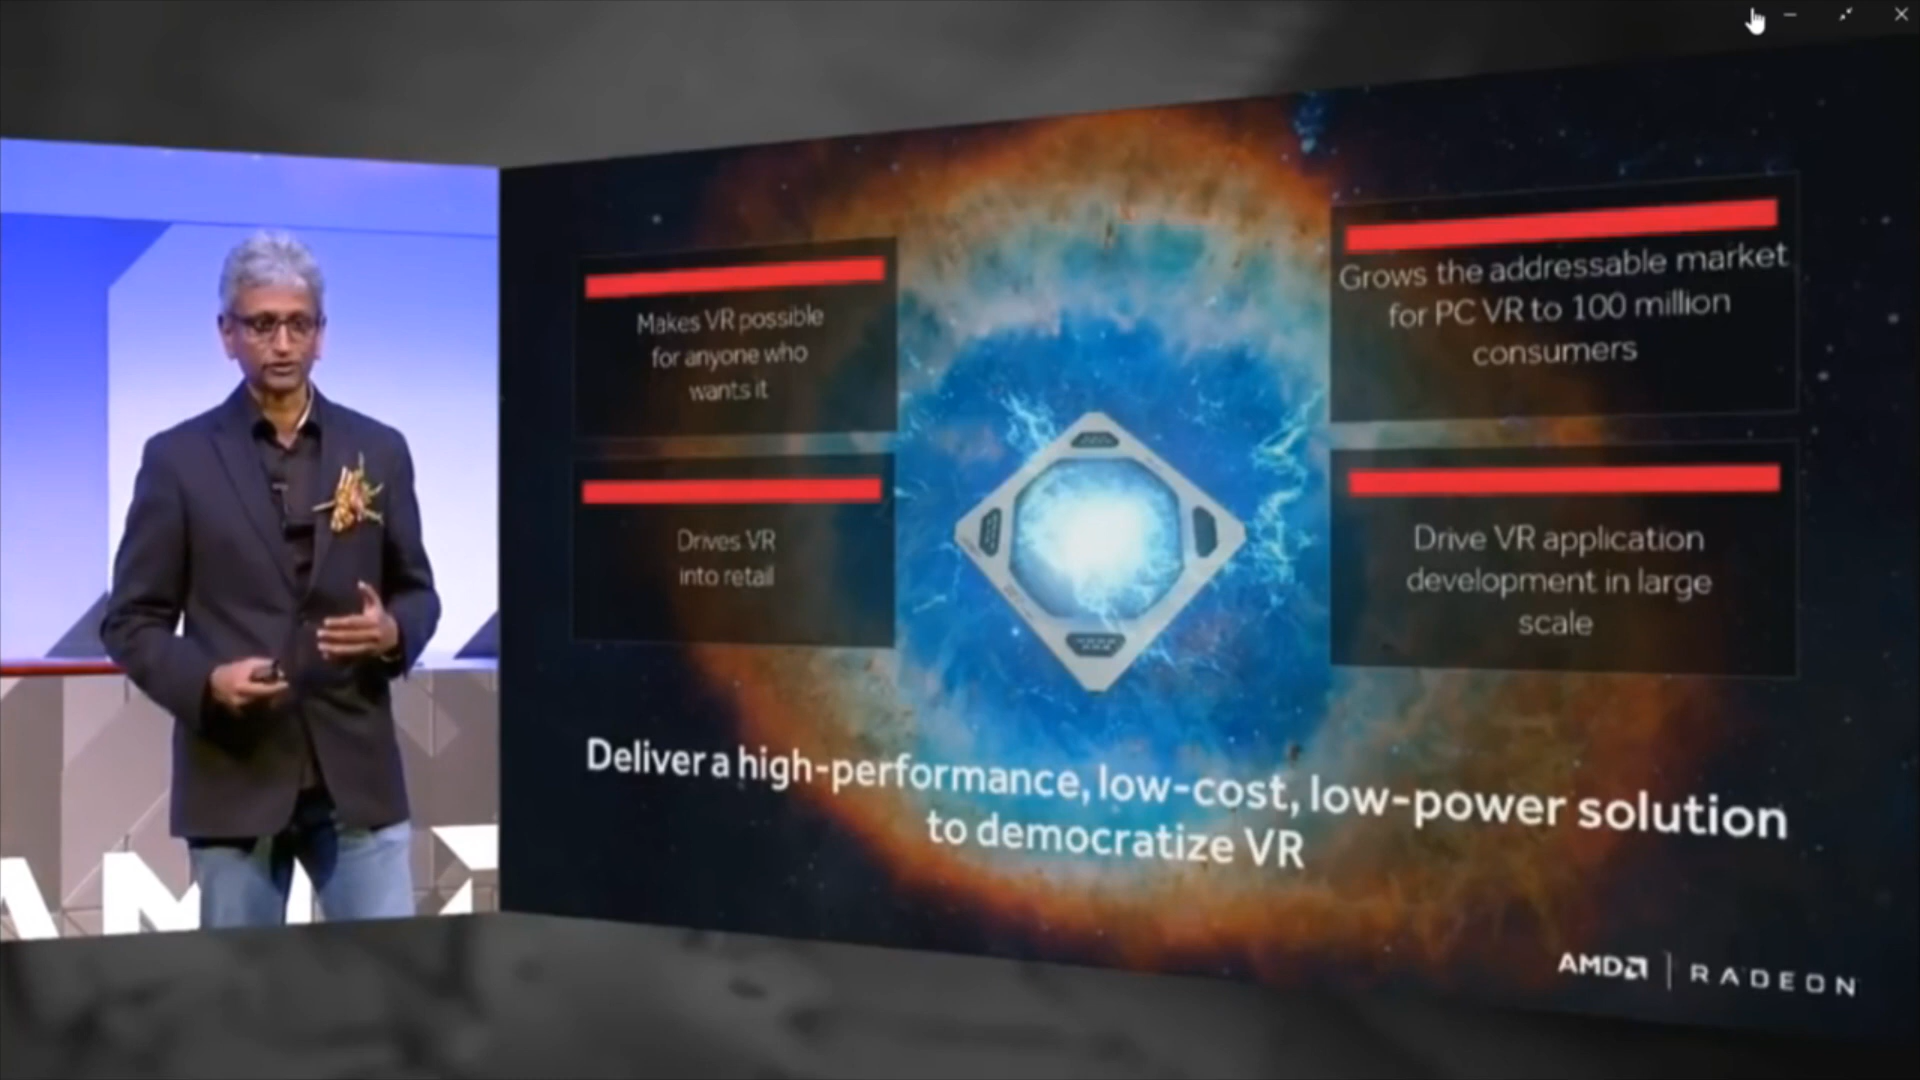 Makes VR possible
for anyone who
wants it
Grows the addressable market
for PC VR to 100 million
consumers
Drives VR
into retail
Drive VR application
development in large
scale
Deliver a high-performance, low-cost, low-power solution
to democratize VR
AMD
AMD | RADEON